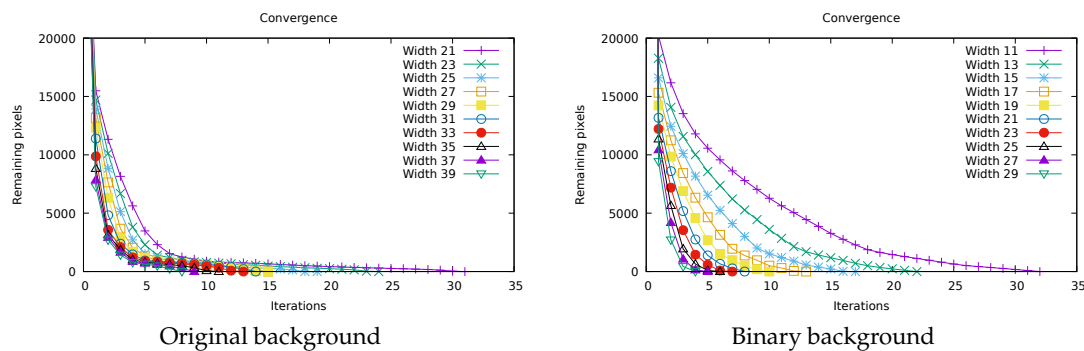 Convergence
20000
15000
10000
5000
0
Remaining pixels
0 5 10 15 20 25 30 35
Iterations
Width 21
Width 23
Width 25
Width 27
Width 29
Width 31
Width 33
Width 35
Width 37
Width 39
Original background
Convergence
20000
15000
10000
5000
0
Remaining pixels
0 5 10 15 20 25 30 35
Iterations
Width 11
Width 13
Width 15
Width 17
Width 19
Width 21
Width 23
Width 25
Width 27
Width 29
Binary background